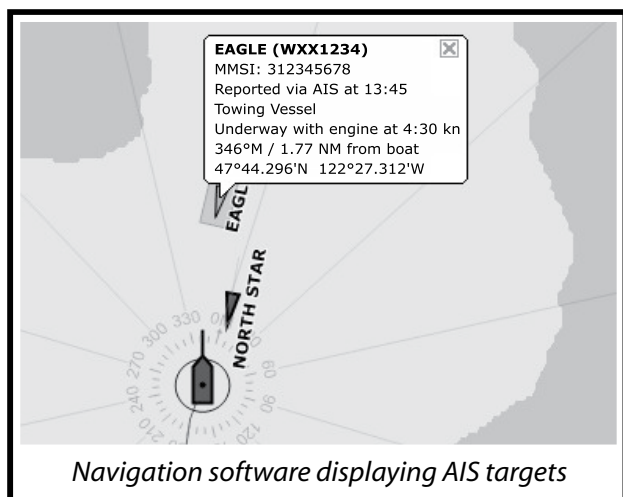 EAGLE (WXX1234)
MMSI: 312345678
Reported via AIS at 13:45
Towing Vessel
Underway with engine at 4:30 kn
346°M / 1.77 NM from boat
47°44.296'N 122°27.312'W
EAGL
NORTH STAR
330
300
270
240
210
60
90
120
Navigation software displaying AIS targets